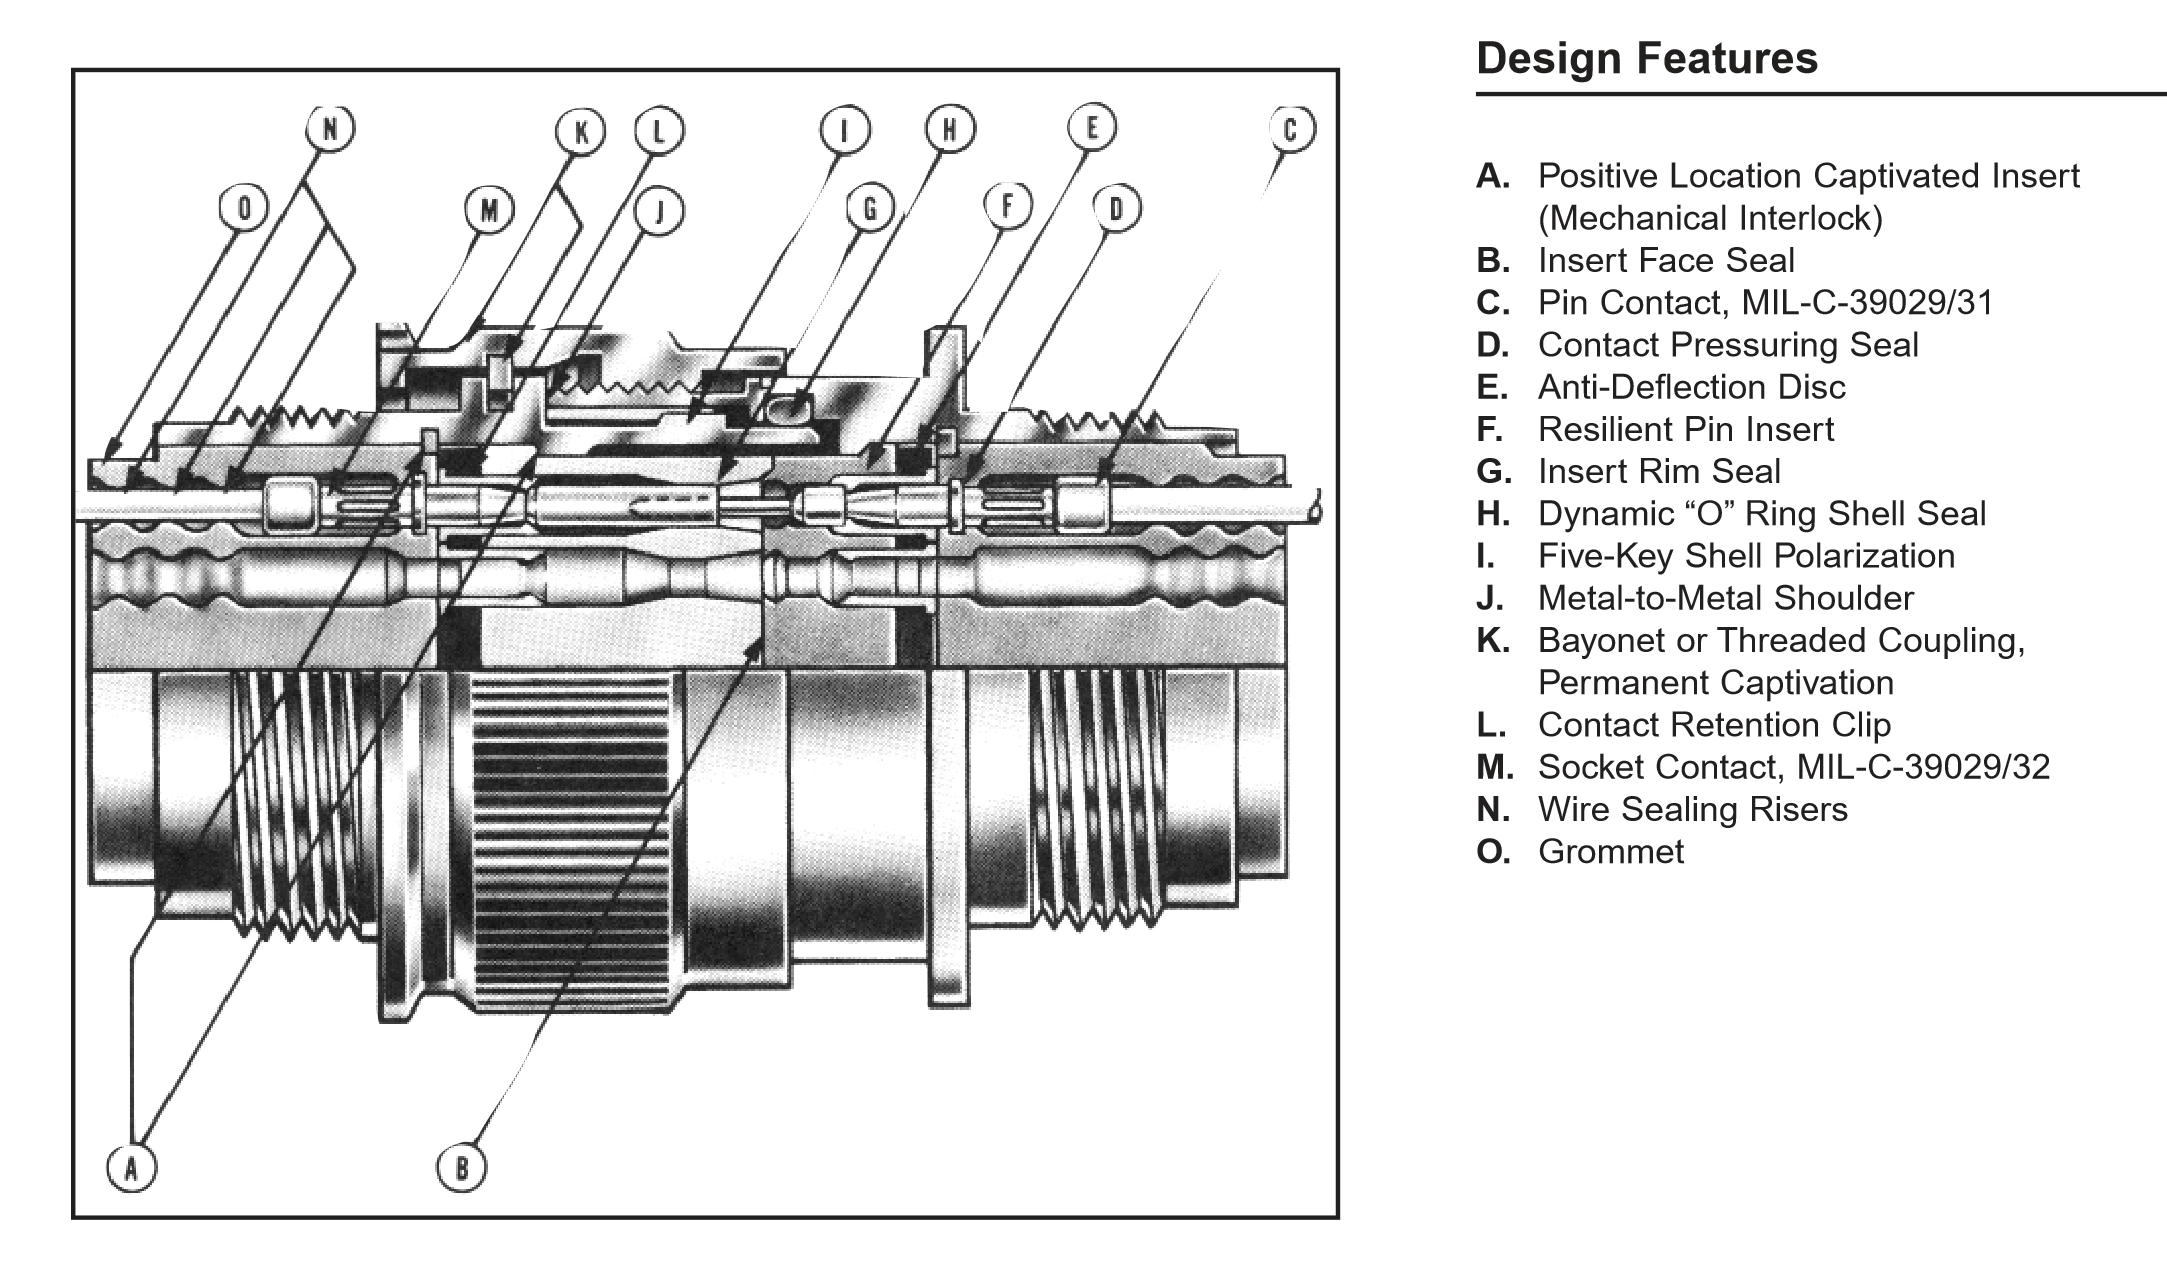 N
K
L
I
H
E
C
O
M
J
G
F
D
A
B
Design Features
A. Positive Location Captivated Insert
(Mechanical Interlock)
B. Insert Face Seal
C. Pin Contact, MIL-C-39029/31
D. Contact Pressuring Seal
E. Anti-Deflection Disc
F. Resilient Pin Insert
G. Insert Rim Seal
H. Dynamic “O” Ring Shell Seal
I. Five-Key Shell Polarization
J. Metal-to-Metal Shoulder
K. Bayonet or Threaded Coupling,
Permanent Captivation
L. Contact Retention Clip
M. Socket Contact, MIL-C-39029/32
N. Wire Sealing Risers
O. Grommet